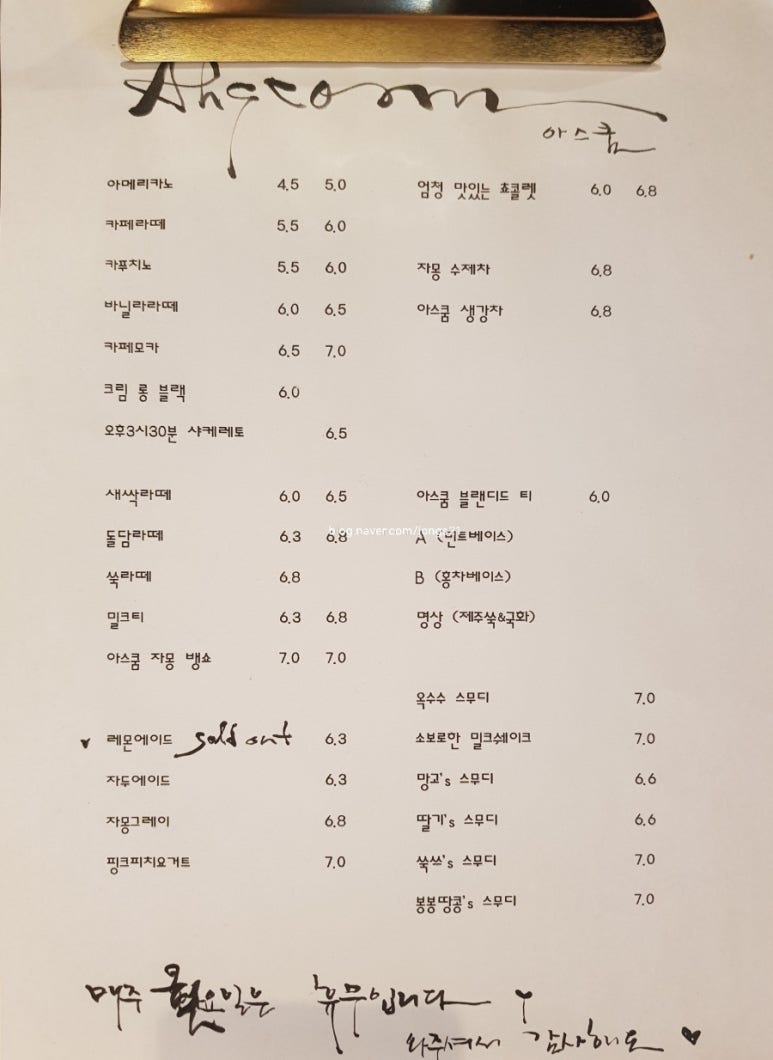 아스쿰
아메리카노 4.5 5.0
카페라떼 5.5 6.0
카푸치노 5.5 6.0
바닐라라떼 6.0 6.5
카페모카 6.5 7.0
크림 롱 블랙 6.0
오후3시30분 샤케레토 6.5
엄청 맛있는 쵸콜렛 6.0 6.8
자몽 수제차 6.8
아스쿰 생강차 6.8
새싹라떼 6.0 6.5
돌담라떼 6.3 6.8
쑥라떼 6.8
밀크티 6.3 6.8
아스쿰 자몽 뱅쇼 7.0 7.0
아스쿰 블랜디드 티 6.0
A (민트베이스)
B (홍차베이스)
명상 (제주쑥&국화)
레몬에이드 sold out 6.3
자두에이드 6.3
자몽그레이 6.8
핑크피치요거트 7.0
옥수수 스무디 7.0
소보로한 밀크쉐이크 7.0
망고's 스무디 6.6
딸기's 스무디 6.6
쑥쓰's 스무디 7.0
봉봉땅콩's 스무디 7.0
매주 월요일은 휴무입니다
와주셔서 감사해요